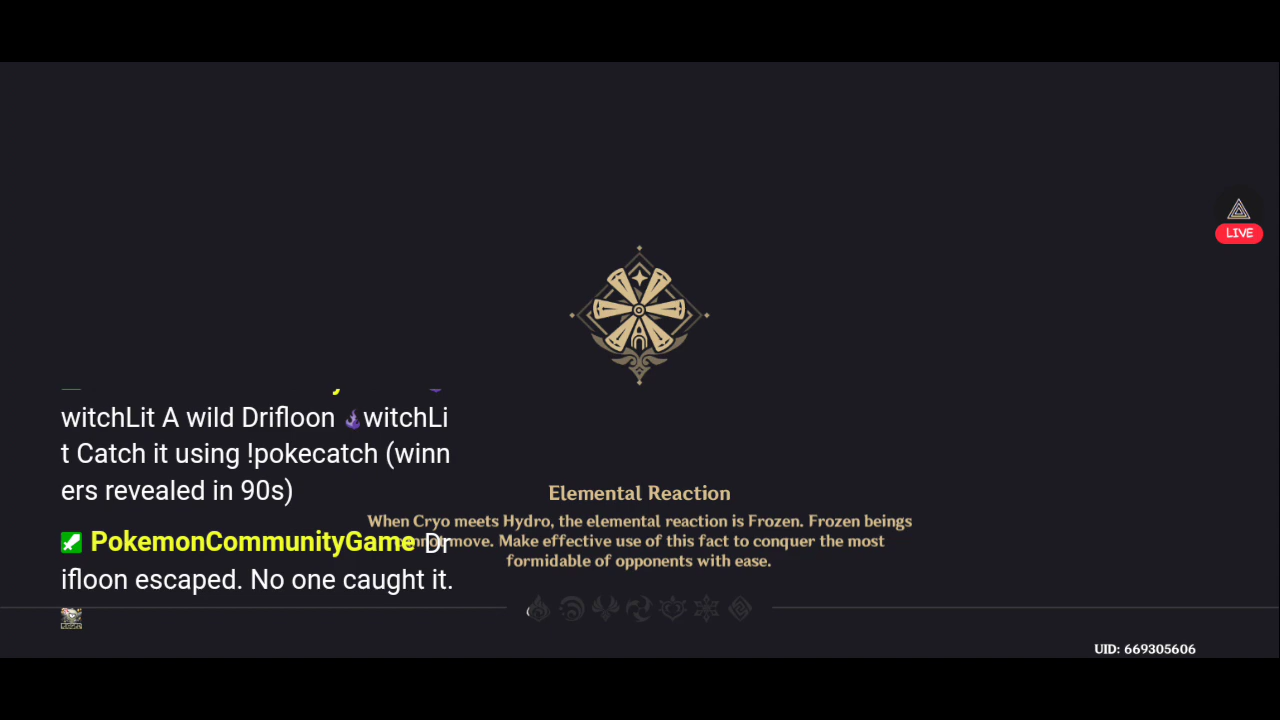 LIVE
witchLit A wild Drifloon witchLi
t Catch it using !pokecatch (winn
ers revealed in 90s)
PokemonCommunityGame Dr
ifloon escaped. No one caught it.
Elemental Reaction
When Cryo meets Hydro, the elemental reaction is Frozen. Frozen beings
cannot move. Make effective use of this fact to conquer the most
formidable of opponents with ease.
UID: 669305606